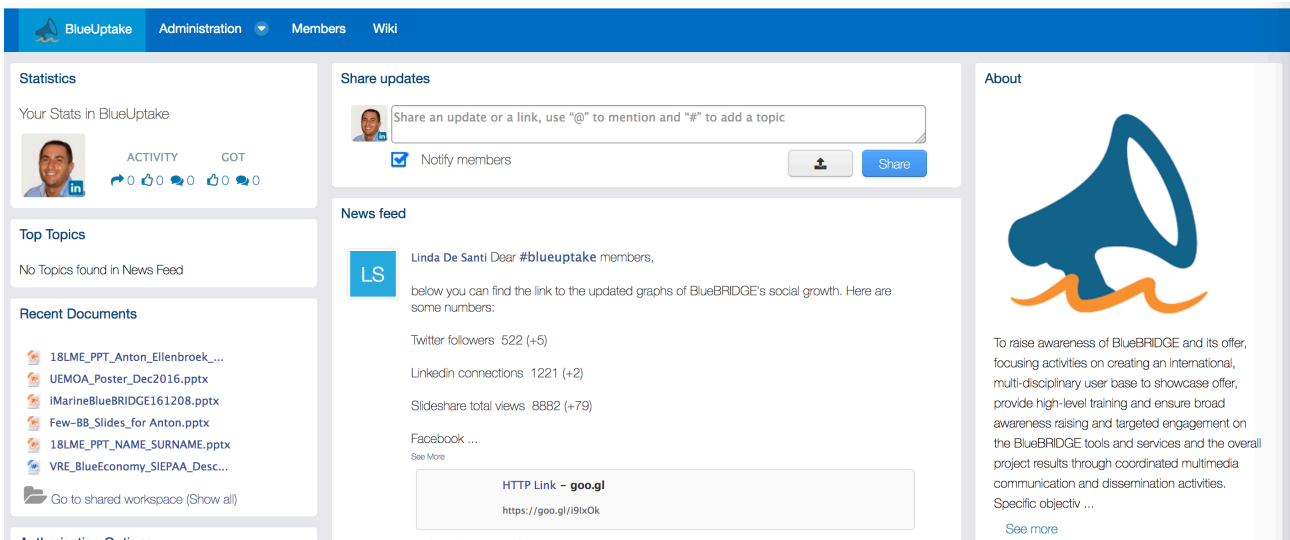 BlueUptake
Administration
Members
Wiki
Statistics
Your Stats in BlueUptake
in
ACTIVITY GOT
0 0 0 0 0
Top Topics
No Topics found in News Feed
Recent Documents
18LME_PPT_Anton_Ellenbroek_...
UEMOA_Poster_Dec2016.pptx
iMarineBlueBRIDGE161208.pptx
Few-BB_Slides_for Anton.pptx
18LME_PPT_NAME_SURNAME.pptx
VRE_BlueEconomy_SIEPAA_Desc...
Go to shared workspace (Show all)
Share updates
in
Share an update or a link, use “@” to mention and “#” to add a topic
Notify members
Share
News feed
LS
Linda De Santi Dear #blueuptake members,
below you can find the link to the updated graphs of BlueBRIDGE's social growth. Here are
some numbers:
Twitter followers 522 (+5)
Linkedin connections 1221 (+2)
Slideshare total views 8882 (+79)
Facebook ...
See More
HTTP Link - goo.gl
https://goo.gl/i9lxOk
About
To raise awareness of BlueBRIDGE and its offer,
focusing activities on creating an international,
multi-disciplinary user base to showcase offer,
provide high-level training and ensure broad
awareness raising and targeted engagement on
the BlueBRIDGE tools and services and the overall
project results through coordinated multimedia
communication and dissemination activities.
Specific objectiv ...
See more